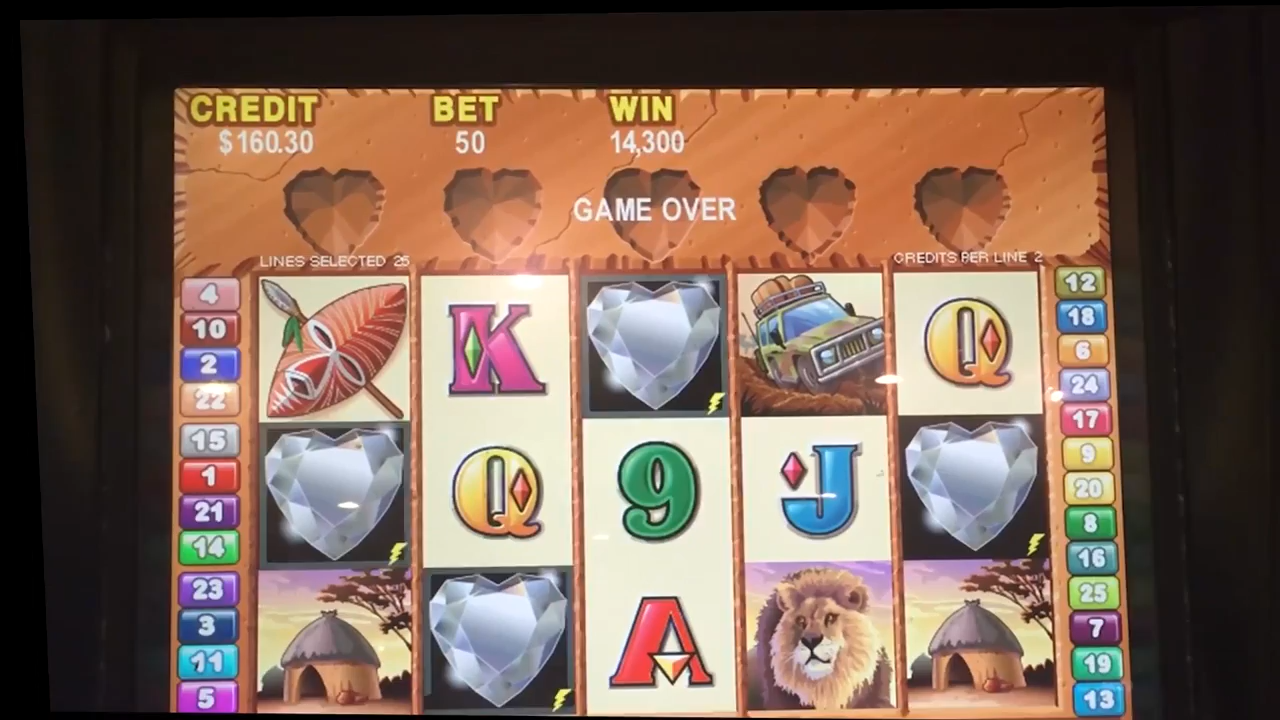 CREDIT BET WIN
$160.30 50 14,300
GAME OVER
LINES SELECTED 25 CREDITS PER LINE 2
4 12
10 K Q 18
2 6
22 24
15 17
1 Q 9 J 9
21 20
14 8
23 16
3 A 25
11 7
5 19
13